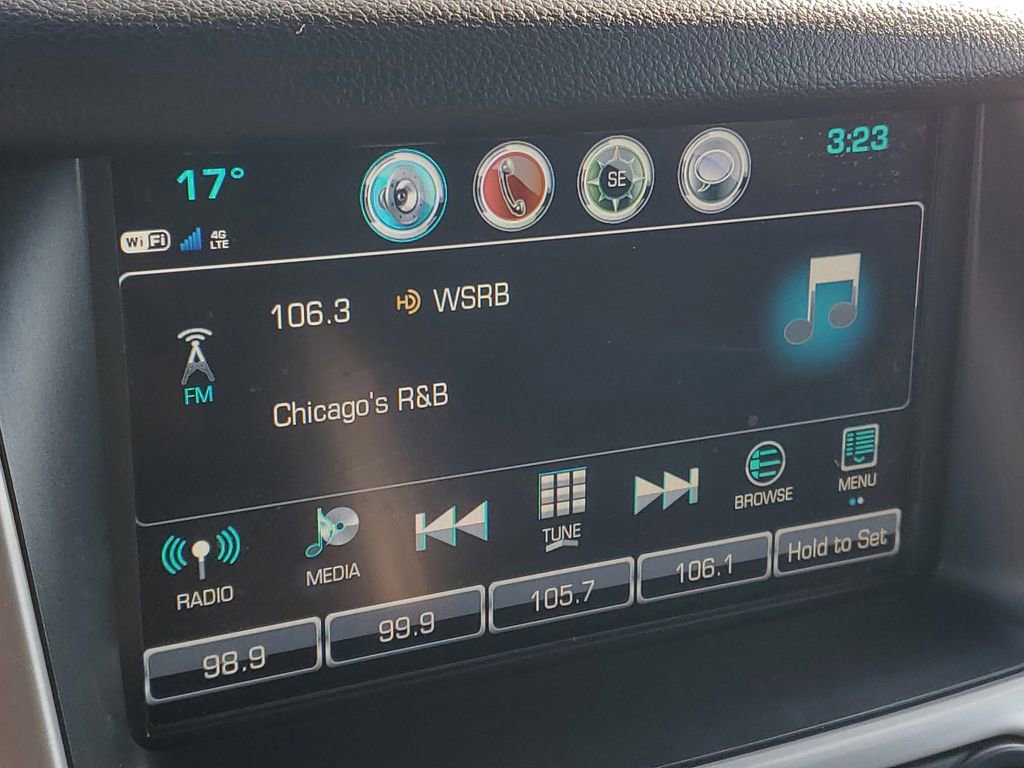 17°
SE
3:23
WiFi
4G
LTE
106.3 HD WSRB
FM
Chicago's R&B
RADIO
MEDIA
TUNE
BROWSE
MENU
98.9
99.9
105.7
106.1
Hold to Set